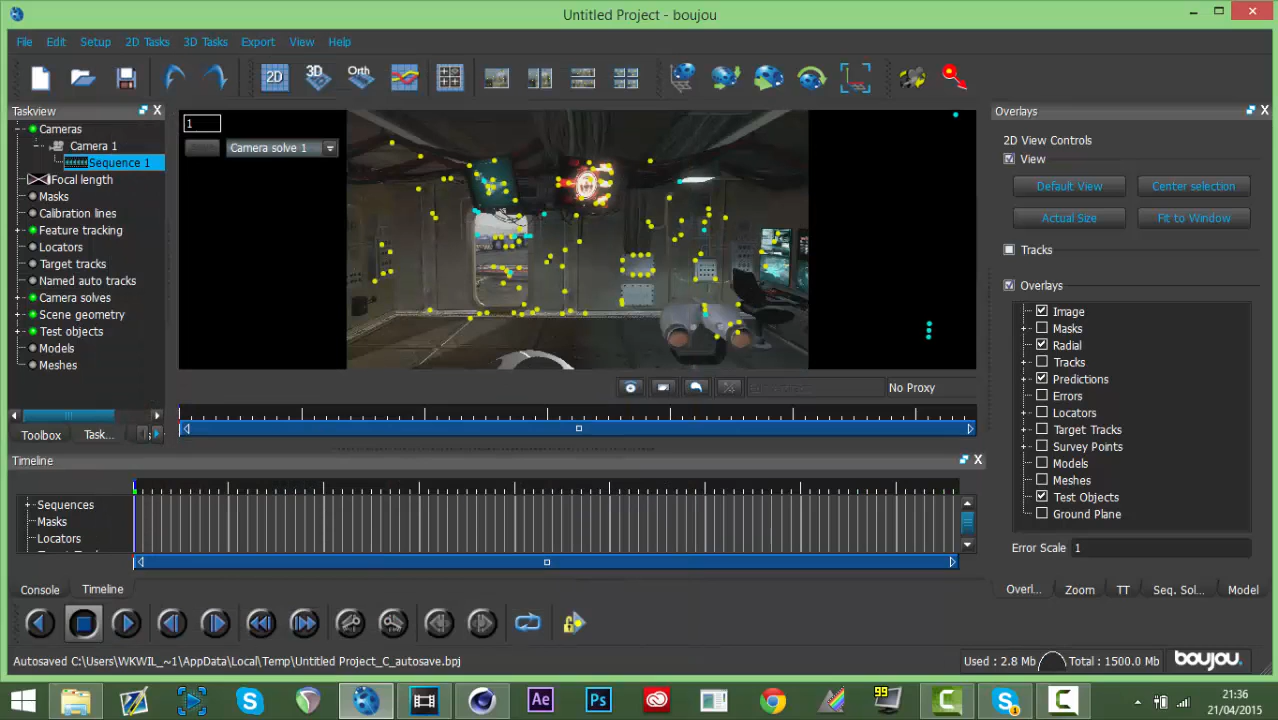 Untitled Project - boujou
File Edit Setup 2D Tasks 3D Tasks Export View Help
2D 3D Orth
Taskview
Cameras
Camera 1
Sequence 1
Focal length
Masks
Calibration lines
Feature tracking
Locators
Target tracks
Named auto tracks
Camera solves
Scene geometry
Test objects
Models
Meshes
Toolbox Task...
1
Camera solve 1
No Proxy
Overlays
2D View Controls
View
Default View Center selection
Actual Size Fit to Window
Tracks
Overlays
Image
Masks
Radial
Tracks
Predictions
Errors
Locators
Target Tracks
Survey Points
Models
Meshes
Test Objects
Ground Plane
Error Scale 1
Overl... Zoom TT Seq. Sol... Model
Timeline
Sequences
Masks
Locators
Console Timeline
Autosaved C:\Users\WKWIL_~1\AppData\Local\Temp\Untitled Project_C_autosave.bpj
Used : 2.8 Mb Total : 1500.0 Mb boujou.
Ae Ps 99
21:36
21/04/2015